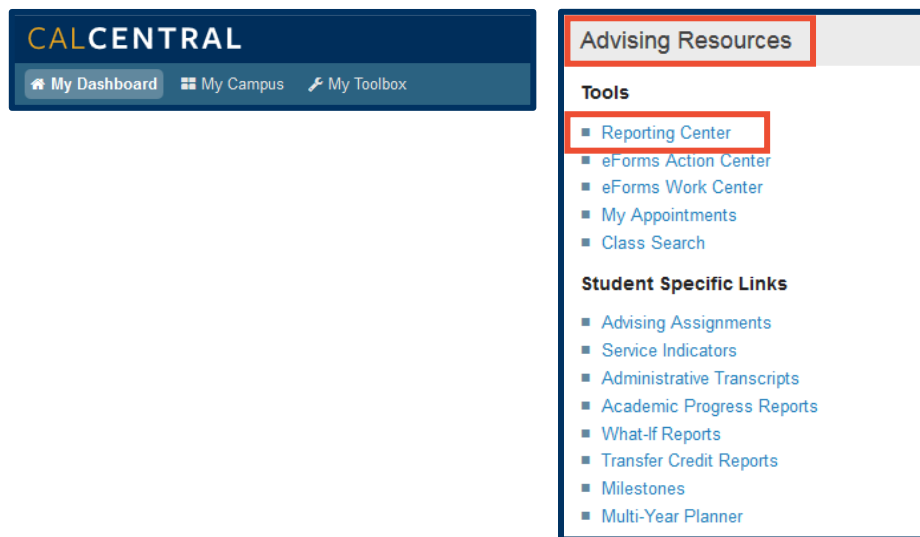 CALCENTRAL
My Dashboard My Campus My Toolbox
Advising Resources
Tools
Reporting Center
eForms Action Center
eForms Work Center
My Appointments
Class Search
Student Specific Links
Advising Assignments
Service Indicators
Administrative Transcripts
Academic Progress Reports
What-If Reports
Transfer Credit Reports
Milestones
Multi-Year Planner